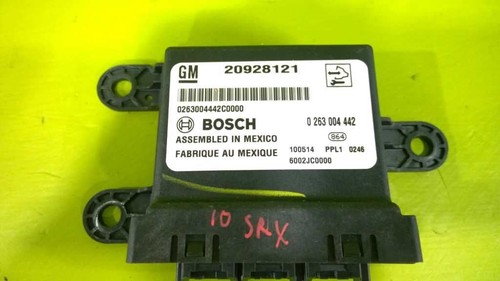 GM 20928121
0263004442C0000
BOSCH 0 263 004 442
ASSEMBLED IN MEXICO 864
FABRIQUE AU MEXIQUE 100514 PPL1 0246
6002JC0000
10 SRX